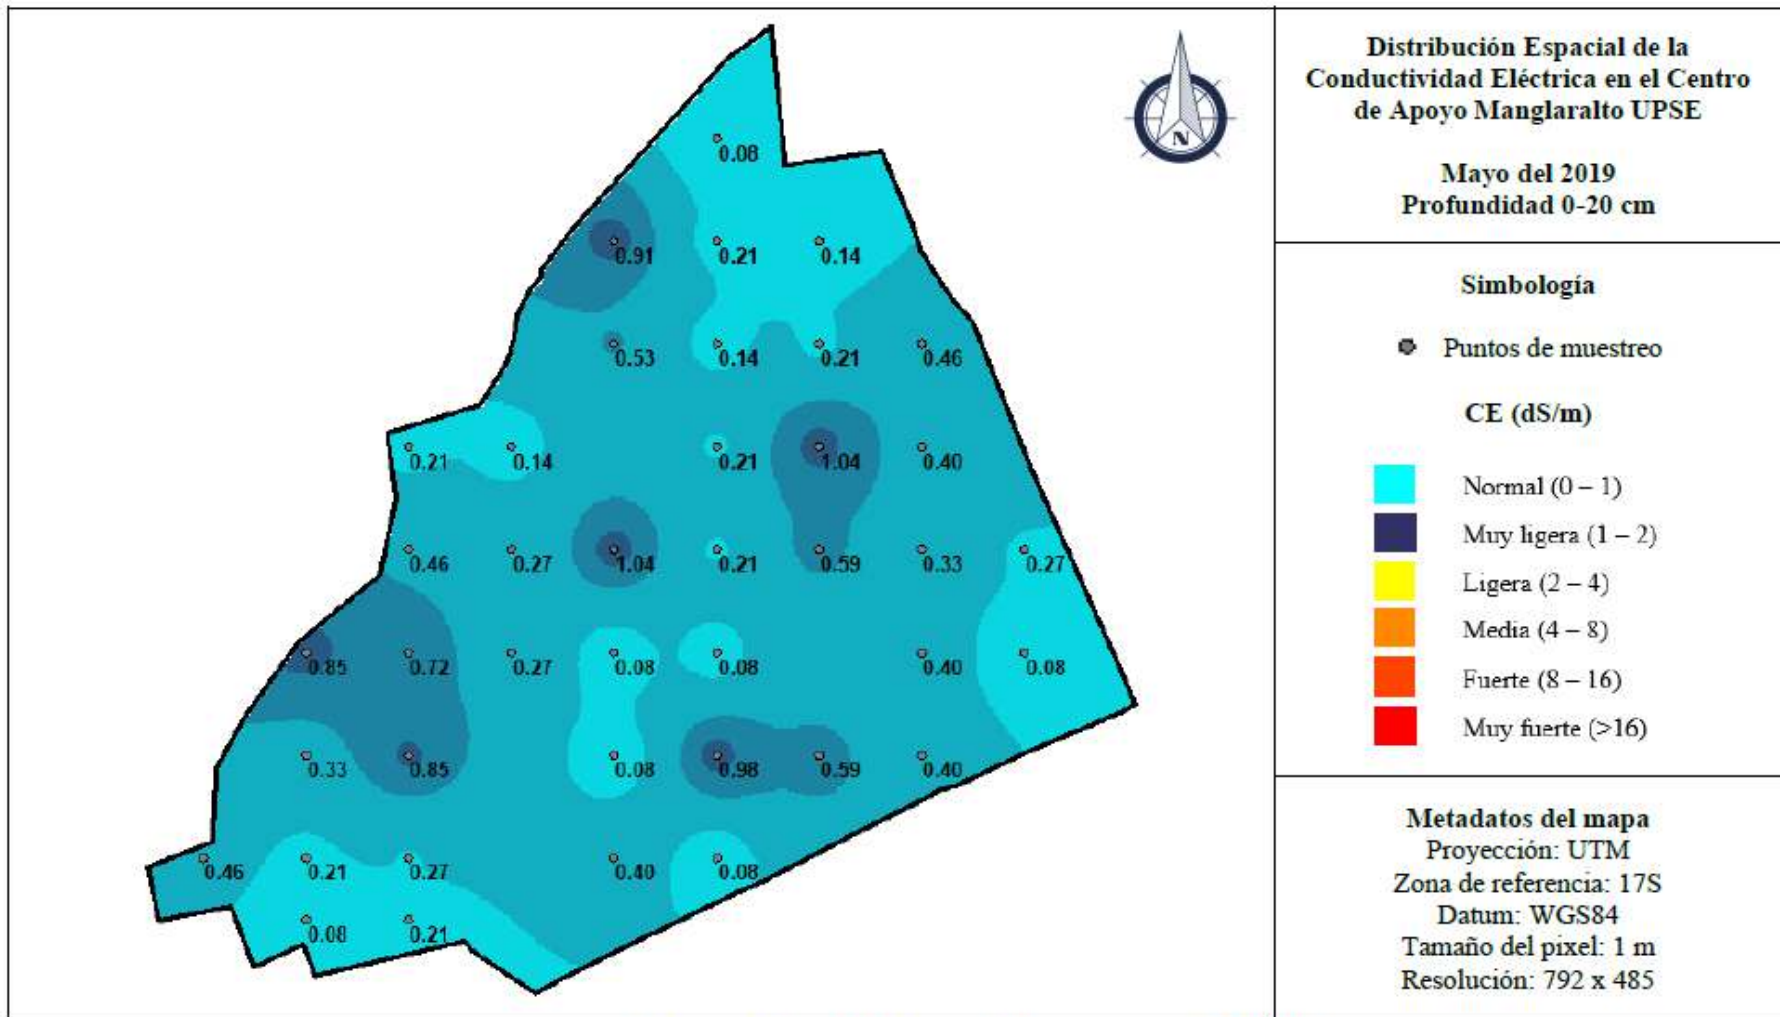 Distribución Espacial de la
Conductividad Eléctrica en el Centro
de Apoyo Manglaralto UPSE
Mayo del 2019
Profundidad 0-20 cm
N
0.08
0.91 0.21 0.14
0.53 0.14 0.21 0.46
0.21 0.14 0.21 1.04 0.40
0.46 0.27 1.04 0.21 0.59 0.33 0.27
0.85 0.72 0.27 0.08 0.08 0.40 0.08
0.33 0.85 0.08 0.98 0.59 0.40
0.46 0.21 0.27 0.40 0.08
0.08 0.21
Simbología
Puntos de muestreo
CE (dS/m)
Normal (0 – 1)
Muy ligera (1 – 2)
Ligera (2 – 4)
Media (4 – 8)
Fuerte (8 – 16)
Muy fuerte (>16)
Metadatos del mapa
Proyección: UTM
Zona de referencia: 17S
Datum: WGS84
Tamaño del pixel: 1 m
Resolución: 792 x 485